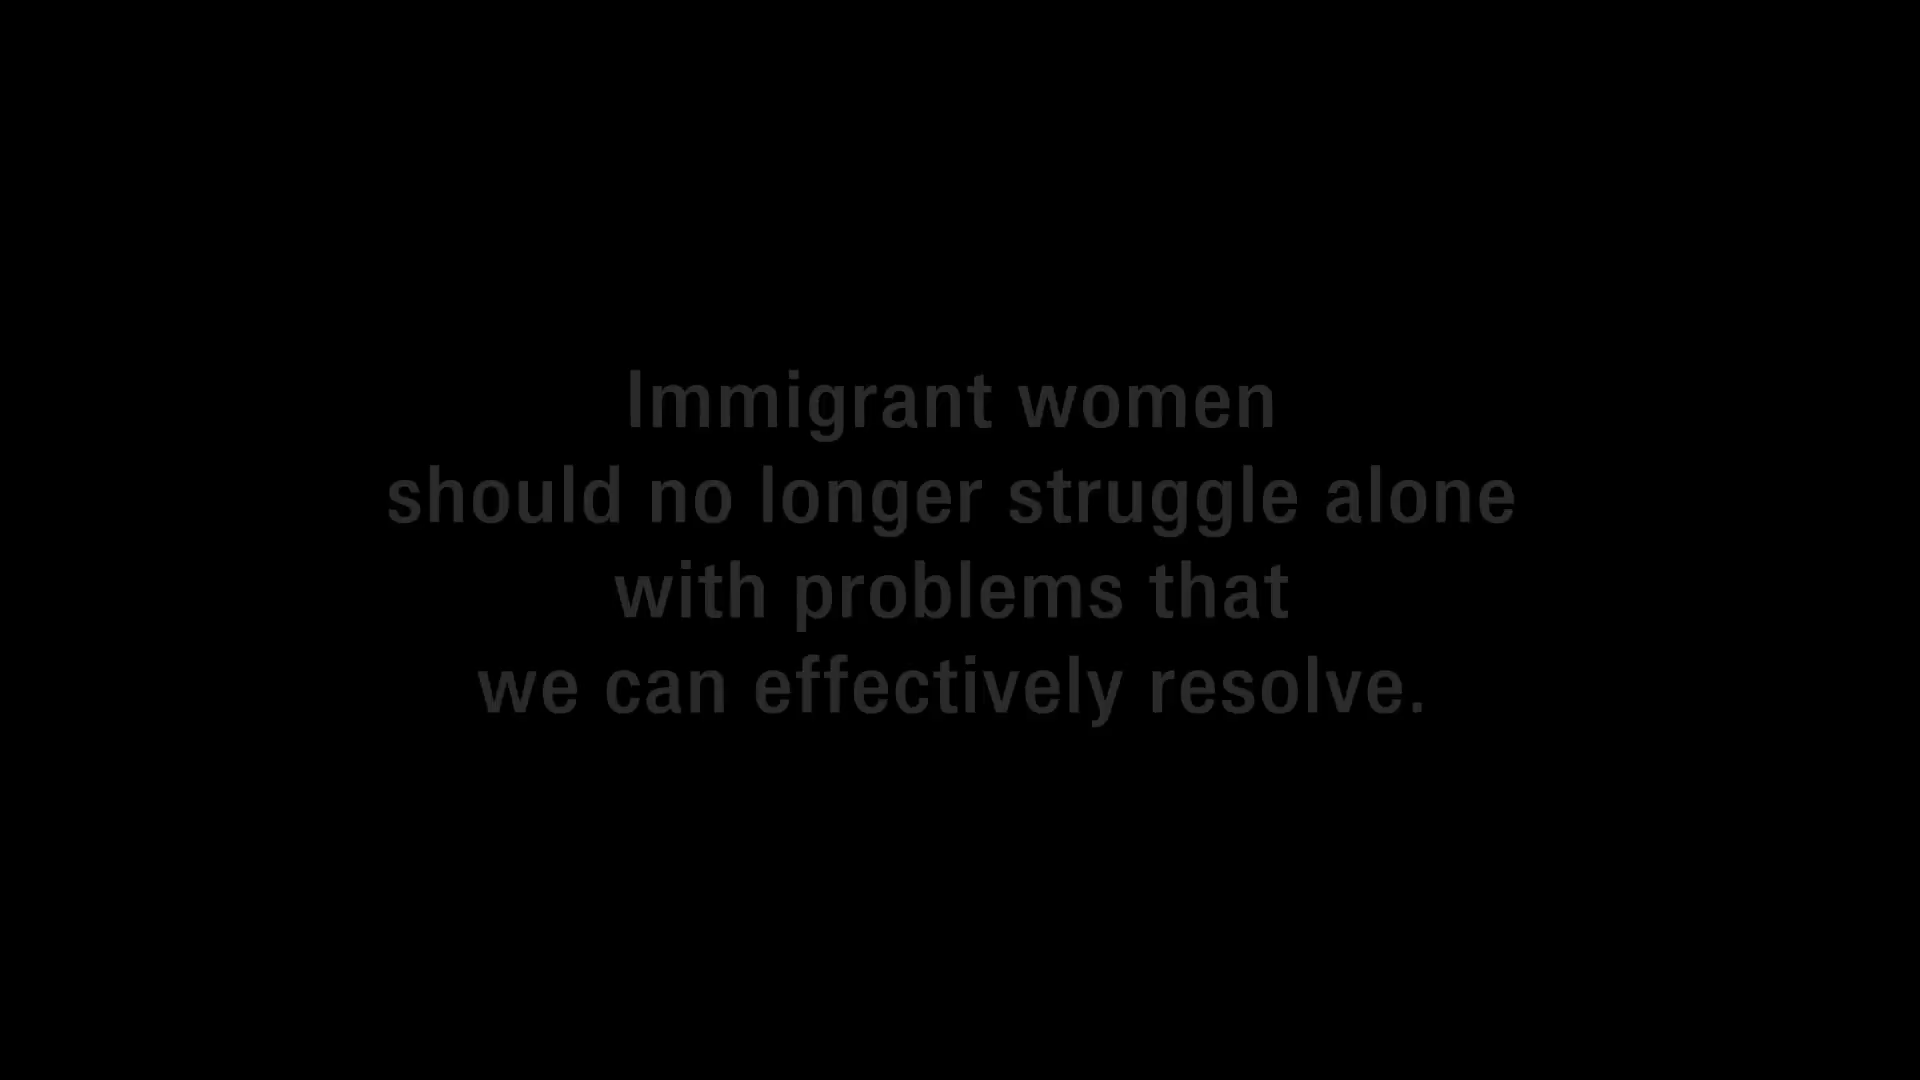 Immigrant women
should no longer struggle alone
with problems that
we can effectively resolve.